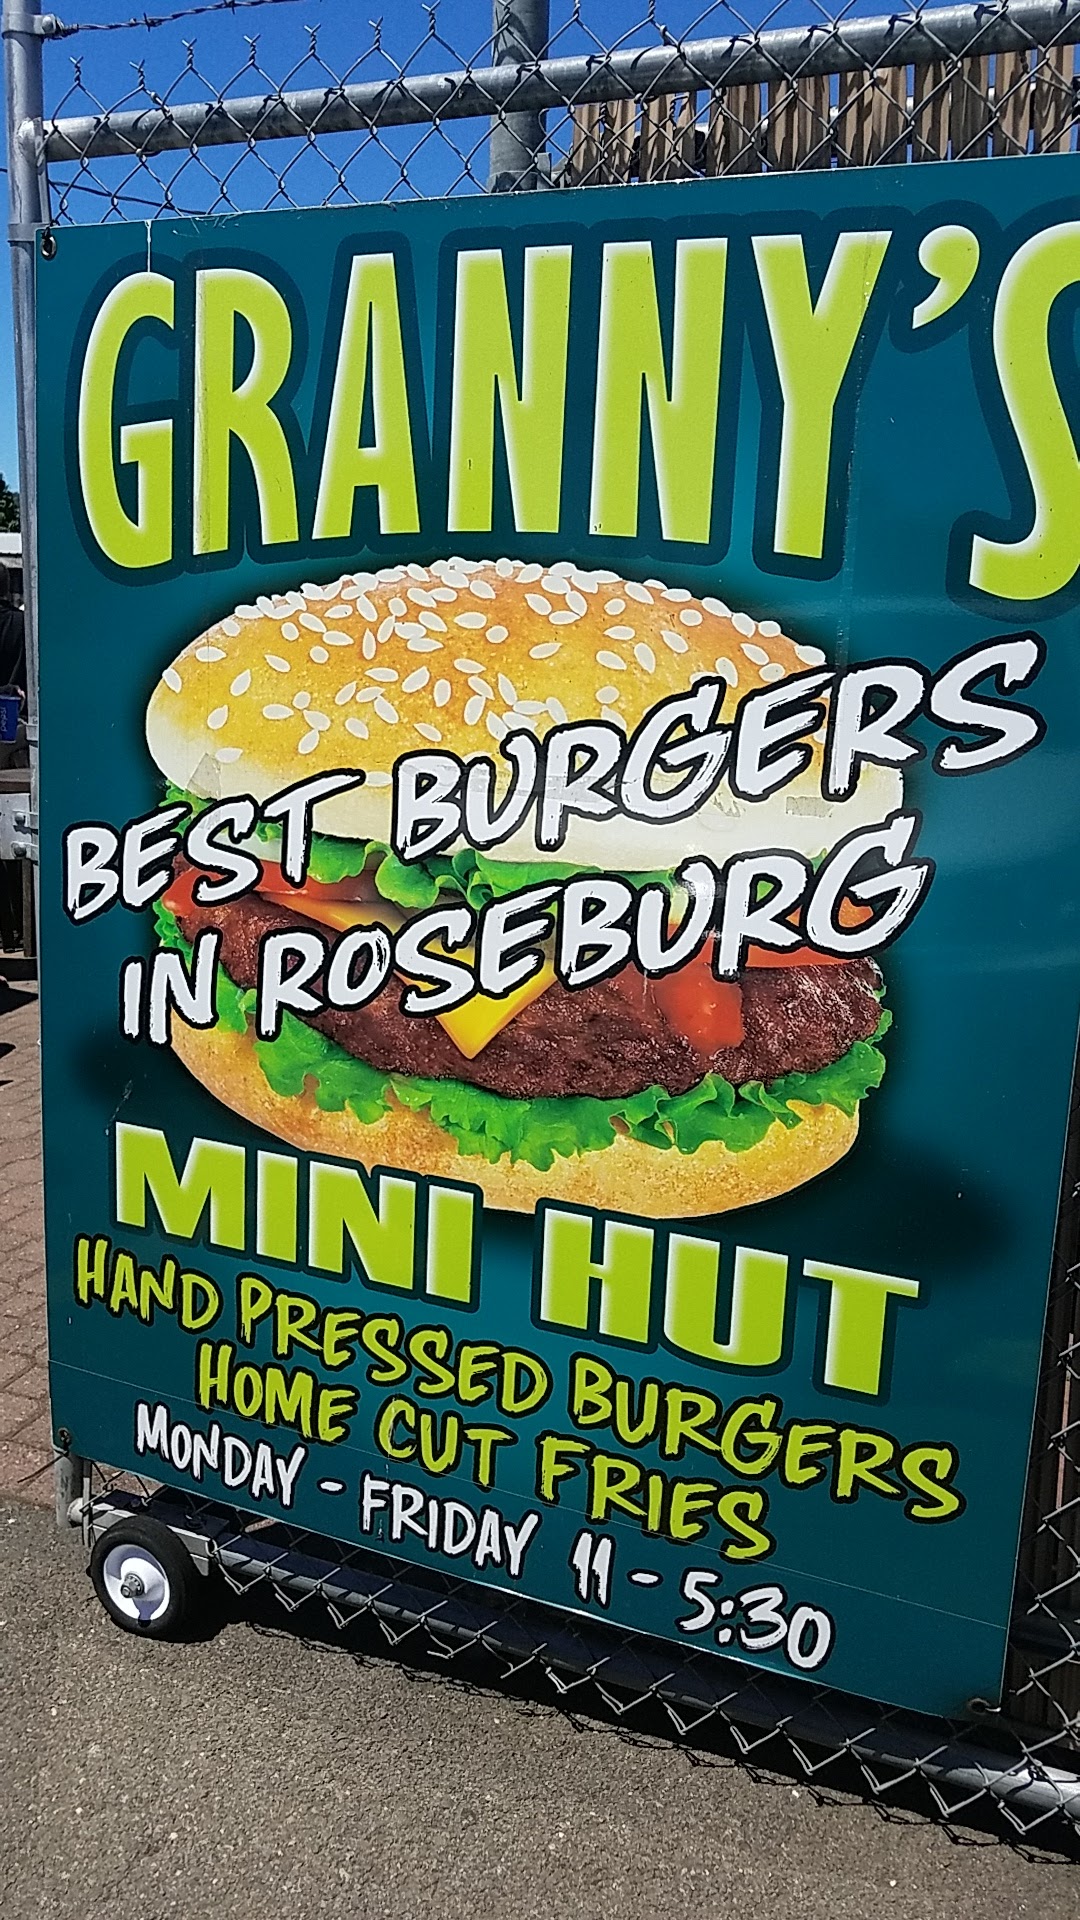 GRANNY'S
BEST BURGERS
IN ROSEBURG
MINI HUT
HAND PRESSED BURGERS
HOME CUT FRIES
MONDAY - FRIDAY 11 - 5:30